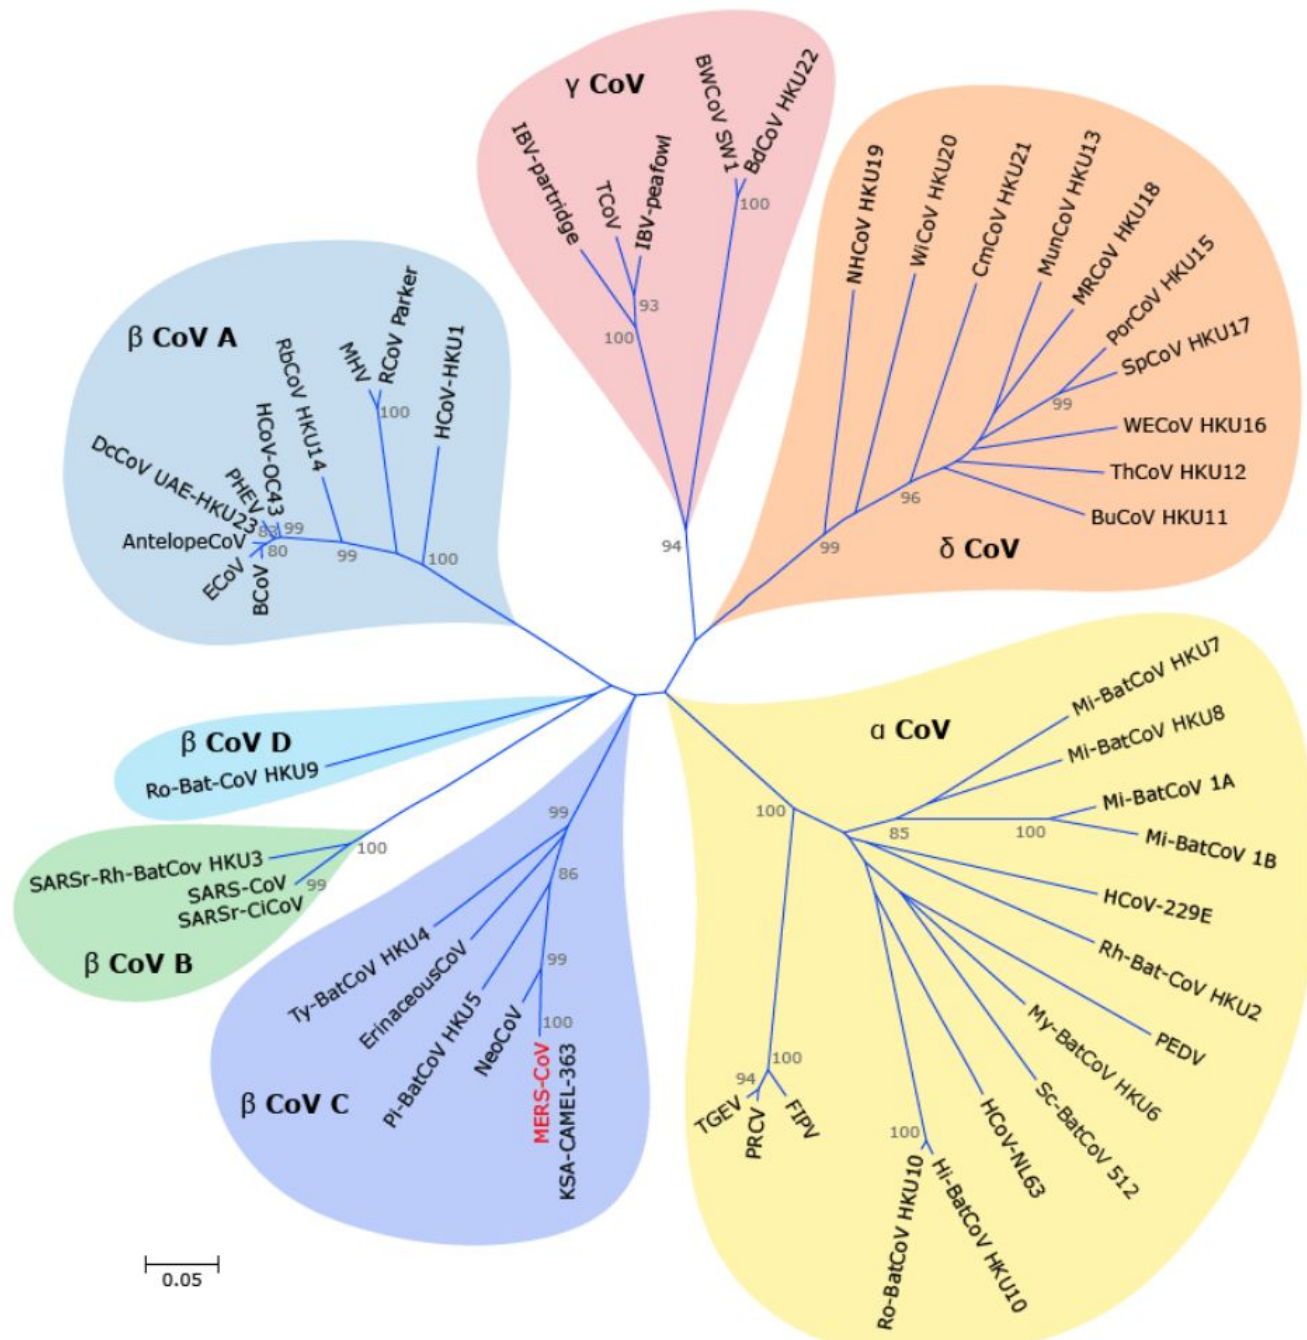 γ CoV
IBV-partridge
TCoV
IBV-peafowl
BWCoV SW1
BdCoV HKU22
100
93
100
94
δ CoV
NHCoV HKU19
WiCoV HKU20
CmCoV HKU21
MunCoV HKU13
MRCoV HKU18
PorCoV HKU15
SpCoV HKU17
WECoV HKU16
ThCoV HKU12
BuCoV HKU11
99
96
99
β CoV A
DcCoV UAE-HKU23
PHEV
HCoV-OC43
RbCoV HKU14
MHV
RCoV Parker
HCoV-HKU1
AntelopeCoV
ECoV
BCoV
83
99
80
99
100
100
β CoV D
Ro-Bat-CoV HKU9
SARSr-Rh-BatCov HKU3
SARS-CoV
SARSr-CiCoV
100
99
β CoV B
β CoV C
Ty-BatCoV HKU4
ErinaceousCoV
Pi-BatCoV HKU5
NeoCoV
MERS-CoV
KSA-CAMEL-363
99
86
99
100
α CoV
Mi-BatCoV HKU7
Mi-BatCoV HKU8
Mi-BatCoV 1A
Mi-BatCoV 1B
HCoV-229E
Rh-Bat-CoV HKU2
PEDV
My-BatCoV HKU6
Sc-BatCoV 512
HCoV-NL63
Hi-BatCoV HKU10
Ro-BatCoV HKU10
FIPV
PRCV
TGEV
100
85
100
100
94
100
0.05